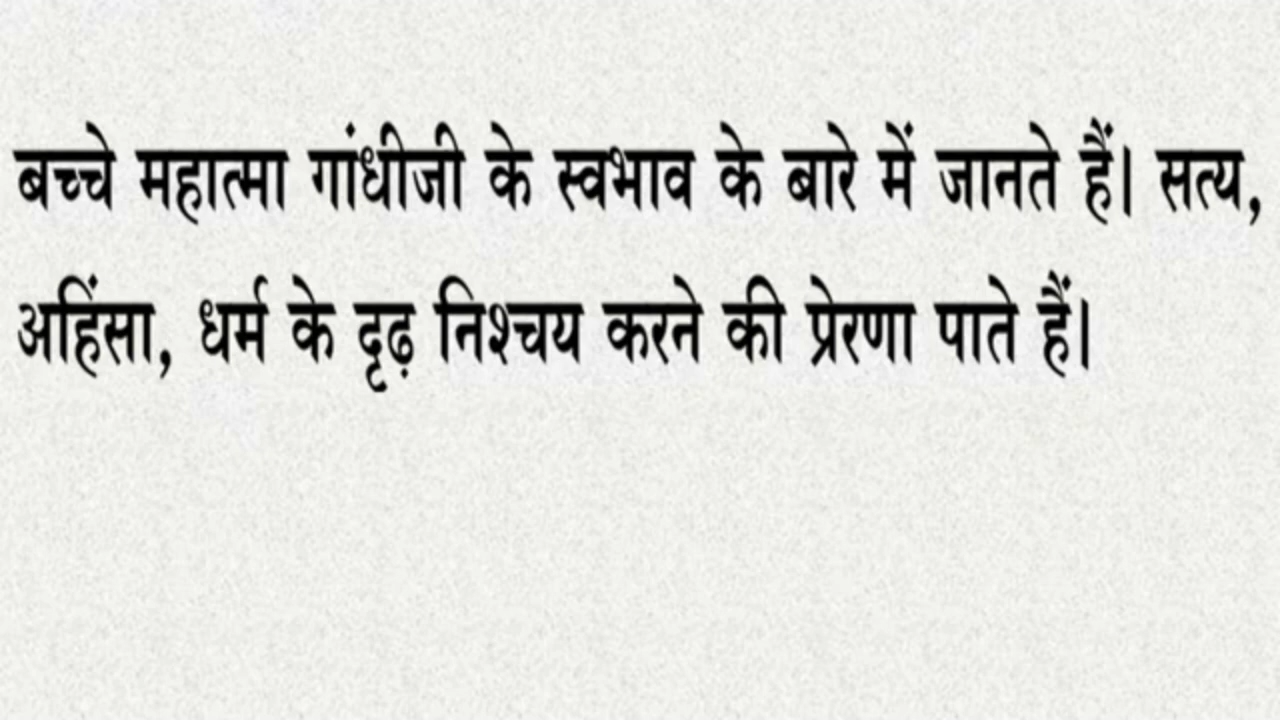 बच्चे महात्मा गांधीजी के स्वभाव के बारे में जानते हैं। सत्य,
अहिंसा, धर्म के दृढ़ निश्चय करने की प्रेरणा पाते हैं।